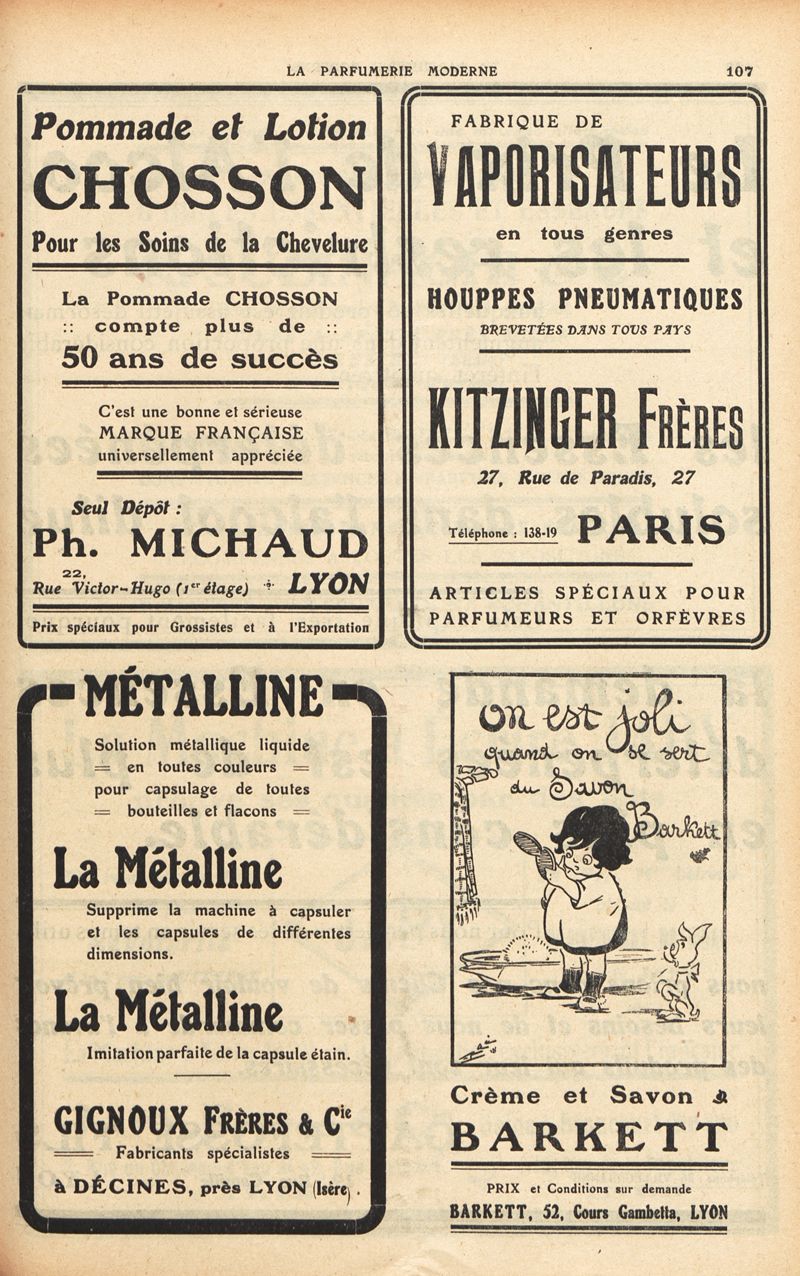 LA PARFUMERIE MODERNE
107
Pommade et Lotion
CHOSSON
Pour les Soins de la Chevelure
La Pommade CHOSSON
:: compte plus de ::
50 ans de succès
C'est une bonne et sérieuse
MARQUE FRANÇAISE
universellement appréciée
Seul Dépôt :
Ph. MICHAUD
22,
Rue Victor-Hugo (1er étage) LYON
Prix spéciaux pour Grossistes et à l'Exportation
FABRIQUE DE
VAPORISATEURS
en tous genres
HOUPPES PNEUMATIQUES
BREVETÉES DANS TOUS PAYS
KITZINGER FRÈRES
27, Rue de Paradis, 27
Téléphone : 138-19 PARIS
ARTICLES SPÉCIAUX POUR
PARFUMEURS ET ORFÈVRES
MÉTALLINE
Solution métallique liquide
= en toutes couleurs =
pour capsulage de toutes
= bouteilles et flacons =
La Métalline
Supprime la machine à capsuler
et les capsules de différentes
dimensions.
La Métalline
Imitation parfaite de la capsule étain.
GIGNOUX FRÈRES & Cie
Fabricants spécialistes
à DÉCINES, près LYON (Isère).
on est joli
quand on se sert
du Savon
Barkett
Crème et Savon
BARKETT
PRIX et Conditions sur demande
BARKETT, 52, Cours Gambetta, LYON